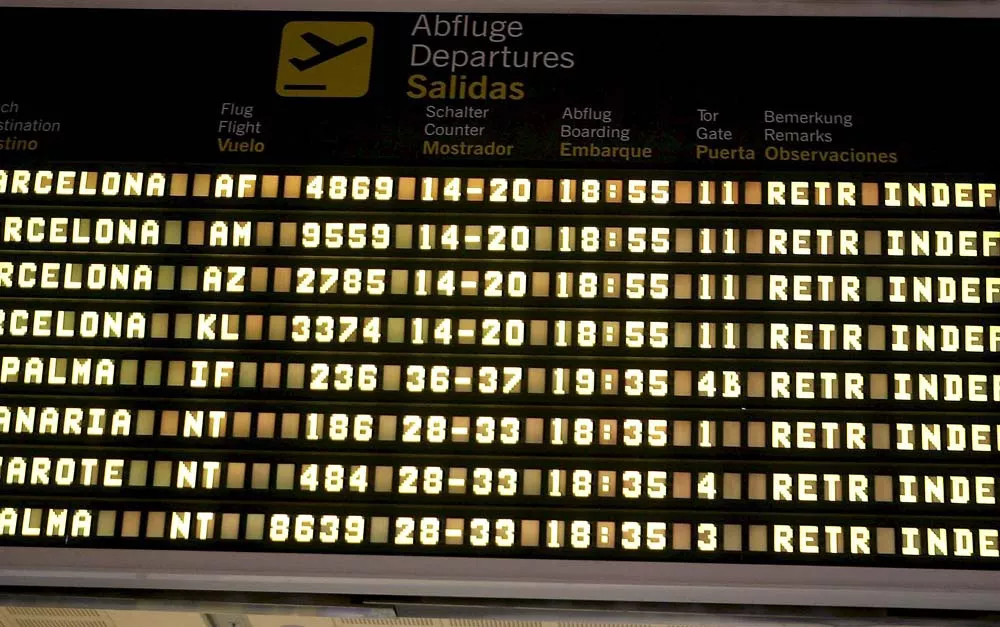 Abfluge
Departures
Salidas
ch Flug Schalter Abflug Tor Bemerkung
stination Flight Counter Boarding Gate Remarks
stino Vuelo Mostrador Embarque Puerta Observaciones
ARCELONA AF 4869 14-20 18:55 11 RETR INDEF
RCELONA AM 9559 14-20 18:55 11 RETR INDEF
RCELONA AZ 2785 14-20 18:55 11 RETR INDEF
RCELONA KL 3374 14-20 18:55 11 RETR INDEF
PALMA IF 236 36-37 19:35 4B RETR INDEF
ANARIA NT 186 28-33 18:35 1 RETR INDE
AROTE NT 484 28-33 18:35 4 RETR INDE
ALMA NT 8639 28-33 18:35 3 RETR INDE